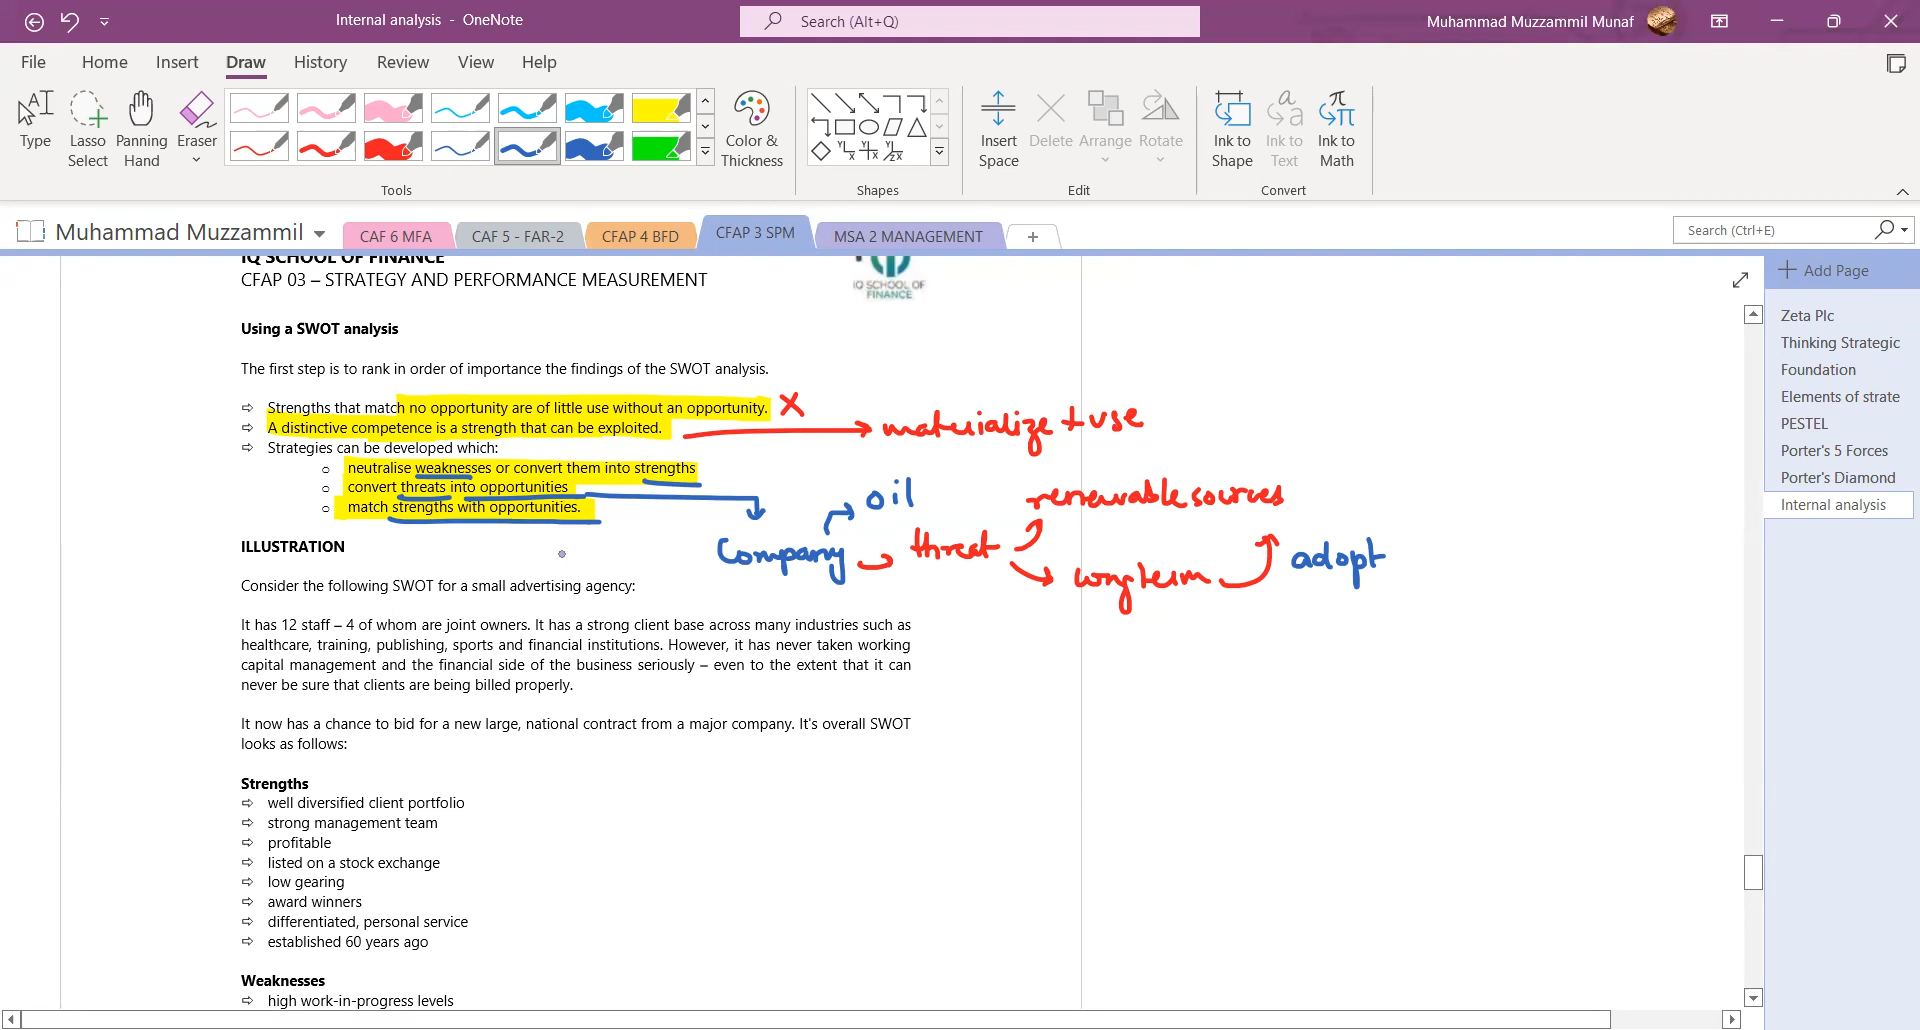 Internal analysis - OneNote
Search (Alt+Q)
Muhammad Muzzammil Munaf
File Home Insert Draw History Review View Help
Type
Lasso Select
Panning Hand
Eraser
Color & Thickness
Insert Space
Delete
Arrange
Rotate
Ink to Shape
Ink to Text
Ink to Math
Tools
Shapes
Edit
Convert
Muhammad Muzzammil
CAF 6 MFA
CAF 5 - FAR-2
CFAP 4 BFD
CFAP 3 SPM
MSA 2 MANAGEMENT
+
Search (Ctrl+E)
Add Page
Zeta Plc
Thinking Strategic
Foundation
Elements of strate
PESTEL
Porter's 5 Forces
Porter's Diamond
Internal analysis
IQ SCHOOL OF FINANCE
CFAP 03 – STRATEGY AND PERFORMANCE MEASUREMENT
IQ SCHOOL OF
FINANCE
Using a SWOT analysis
The first step is to rank in order of importance the findings of the SWOT analysis.
⇨ Strengths that match no opportunity are of little use without an opportunity. X
⇨ A distinctive competence is a strength that can be exploited. → materialize + use
⇨ Strategies can be developed which:
o neutralise weaknesses or convert them into strengths
o convert threats into opportunities
o match strengths with opportunities.
oil
renewable sources
Company
threat
long term
adopt
ILLUSTRATION
Consider the following SWOT for a small advertising agency:
It has 12 staff – 4 of whom are joint owners. It has a strong client base across many industries such as
healthcare, training, publishing, sports and financial institutions. However, it has never taken working
capital management and the financial side of the business seriously – even to the extent that it can
never be sure that clients are being billed properly.
It now has a chance to bid for a new large, national contract from a major company. It's overall SWOT
looks as follows:
Strengths
⇨ well diversified client portfolio
⇨ strong management team
⇨ profitable
⇨ listed on a stock exchange
⇨ low gearing
⇨ award winners
⇨ differentiated, personal service
⇨ established 60 years ago
Weaknesses
⇨ high work-in-progress levels